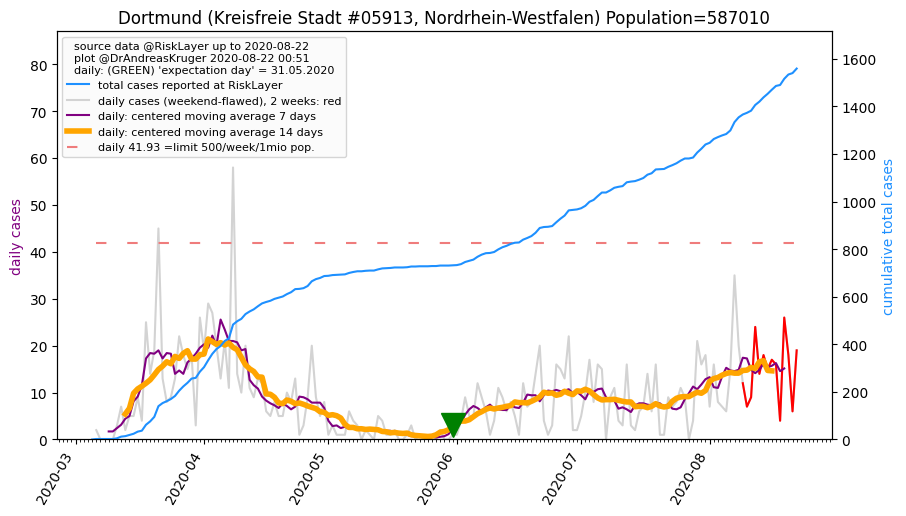 Dortmund (Kreisfreie Stadt #05913, Nordrhein-Westfalen) Population=587010
source data @RiskLayer up to 2020-08-22
plot @DrAndreasKruger 2020-08-22 00:51
daily: (GREEN) 'expectation day' = 31.05.2020
total cases reported at RiskLayer
daily cases (weekend-flawed), 2 weeks: red
daily: centered moving average 7 days
daily: centered moving average 14 days
daily 41.93 =limit 500/week/1mio pop.
daily cases
80
70
60
50
40
30
20
10
0
cumulative total cases
1600
1400
1200
1000
800
600
400
200
0
2020-03
2020-04
2020-05
2020-06
2020-07
2020-08